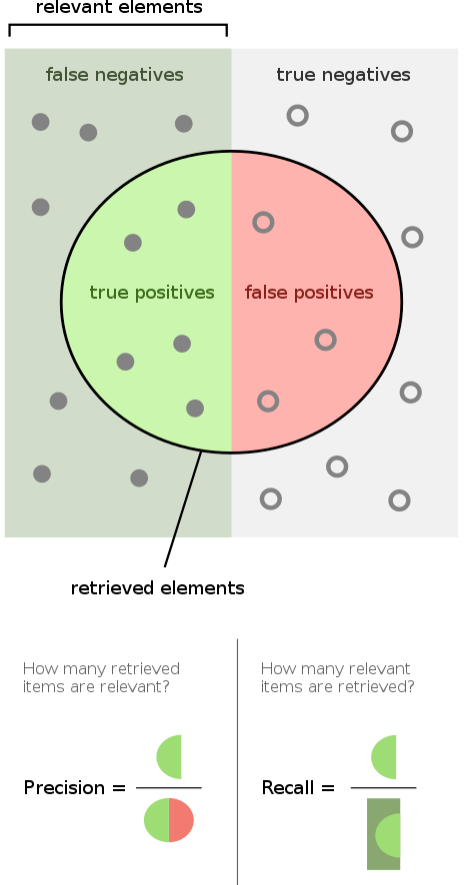 relevant elements
false negatives
true negatives
true positives
false positives
retrieved elements
How many retrieved
items are relevant?
Precision =
How many relevant
items are retrieved?
Recall =